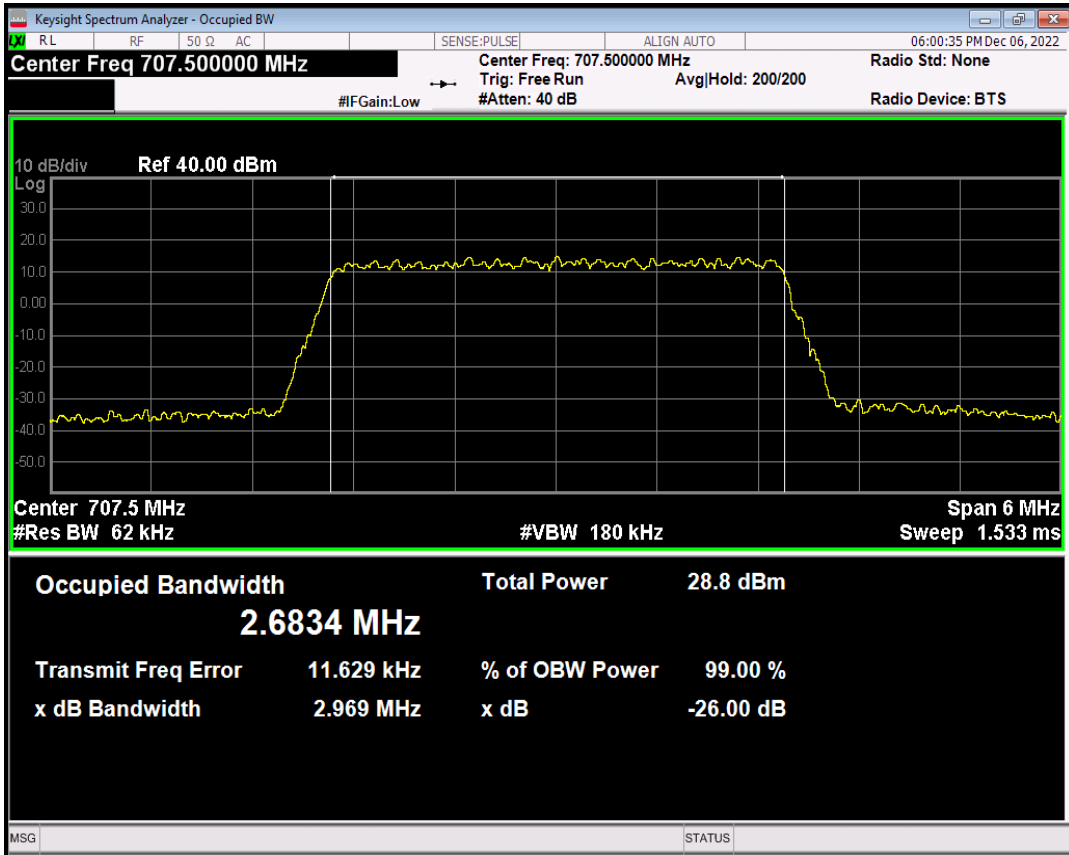 Keysight Spectrum Analyzer - Occupied BW
LXI RL RF 50 Ω AC SENSE:PULSE ALIGN AUTO 06:00:35 PM Dec 06, 2022
Center Freq 707.500000 MHz Center Freq: 707.500000 MHz Radio Std: None
Trig: Free Run Avg|Hold: 200/200
#IFGain:Low #Atten: 40 dB Radio Device: BTS
10 dB/div Ref 40.00 dBm
Log
30.0
20.0
10.0
0.00
-10.0
-20.0
-30.0
-40.0
-50.0
Center 707.5 MHz Span 6 MHz
#Res BW 62 kHz #VBW 180 kHz Sweep 1.533 ms
Occupied Bandwidth Total Power 28.8 dBm
2.6834 MHz
Transmit Freq Error 11.629 kHz % of OBW Power 99.00 %
x dB Bandwidth 2.969 MHz x dB -26.00 dB
MSG STATUS